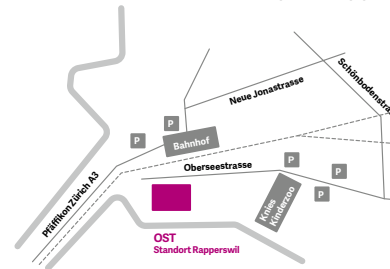 Neue Jonastrasse
Schönbodenstra
P
P
Bahnhof
Oberseestrasse
P
P
P
Knies
Kinderzoo
Pfäffikon Zürich A3
OST
Standort Rapperswil